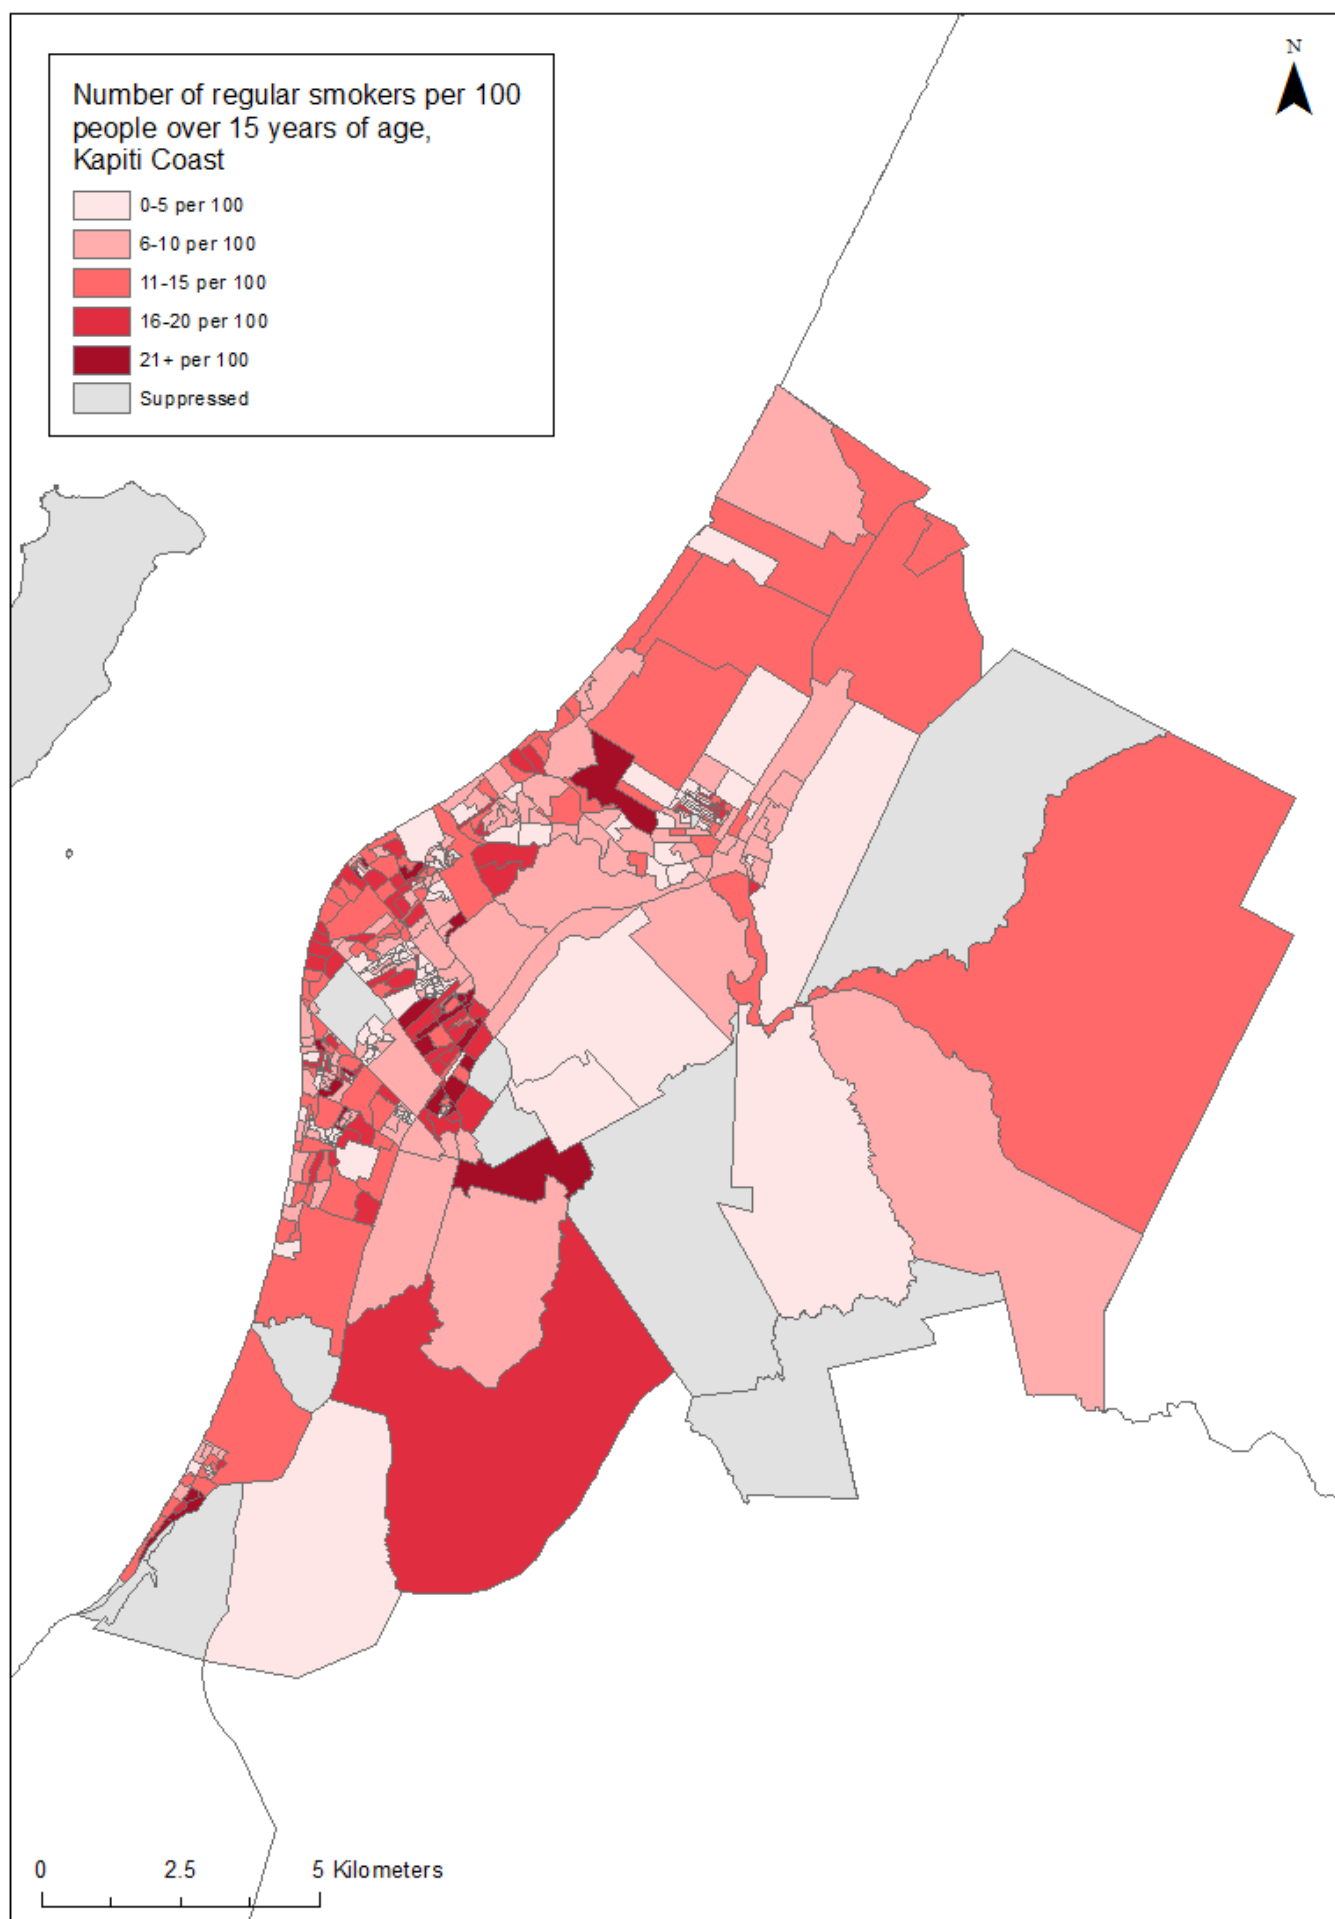 N
Number of regular smokers per 100
people over 15 years of age,
Kapiti Coast
0-5 per 100
6-10 per 100
11-15 per 100
16-20 per 100
21+ per 100
Suppressed
0 2.5 5 Kilometers